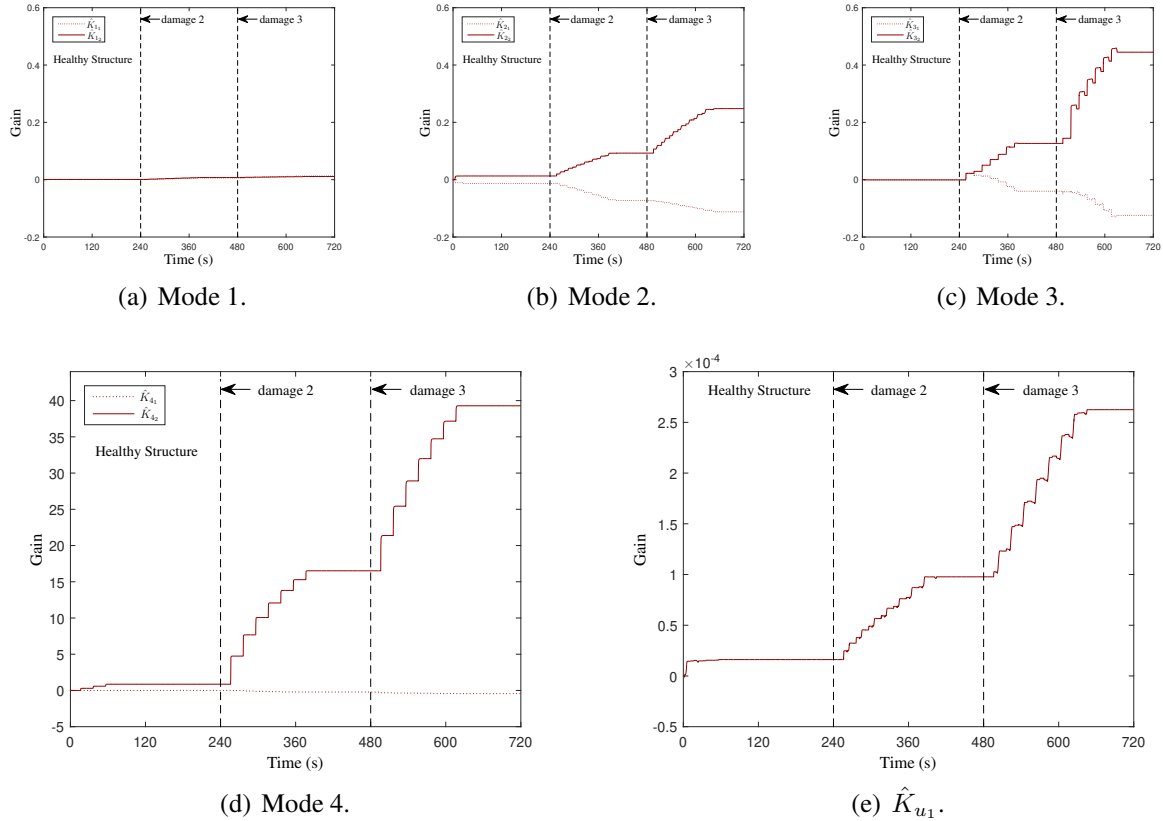 0.6
0.4
0.2
0
-0.2
Gain
0 120 240 360 480 600 720
Time (s)
K̂₁₁
K̂₁₂
Healthy Structure
damage 2
damage 3
(a) Mode 1.
0.6
0.4
0.2
0
-0.2
Gain
0 120 240 360 480 600 720
Time (s)
K̂₂₁
K̂₂₂
Healthy Structure
damage 2
damage 3
(b) Mode 2.
0.6
0.4
0.2
0
-0.2
Gain
0 120 240 360 480 600 720
Time (s)
K̂₃₁
K̂₃₂
Healthy Structure
damage 2
damage 3
(c) Mode 3.
40
35
30
25
20
15
10
5
0
-5
Gain
0 120 240 360 480 600 720
Time (s)
K̂₄₁
K̂₄₂
Healthy Structure
damage 2
damage 3
(d) Mode 4.
×10⁻⁴
3
2.5
2
1.5
1
0.5
0
-0.5
Gain
0 120 240 360 480 600 720
Time (s)
Healthy Structure
damage 2
damage 3
(e) K̂ᵤ₁.